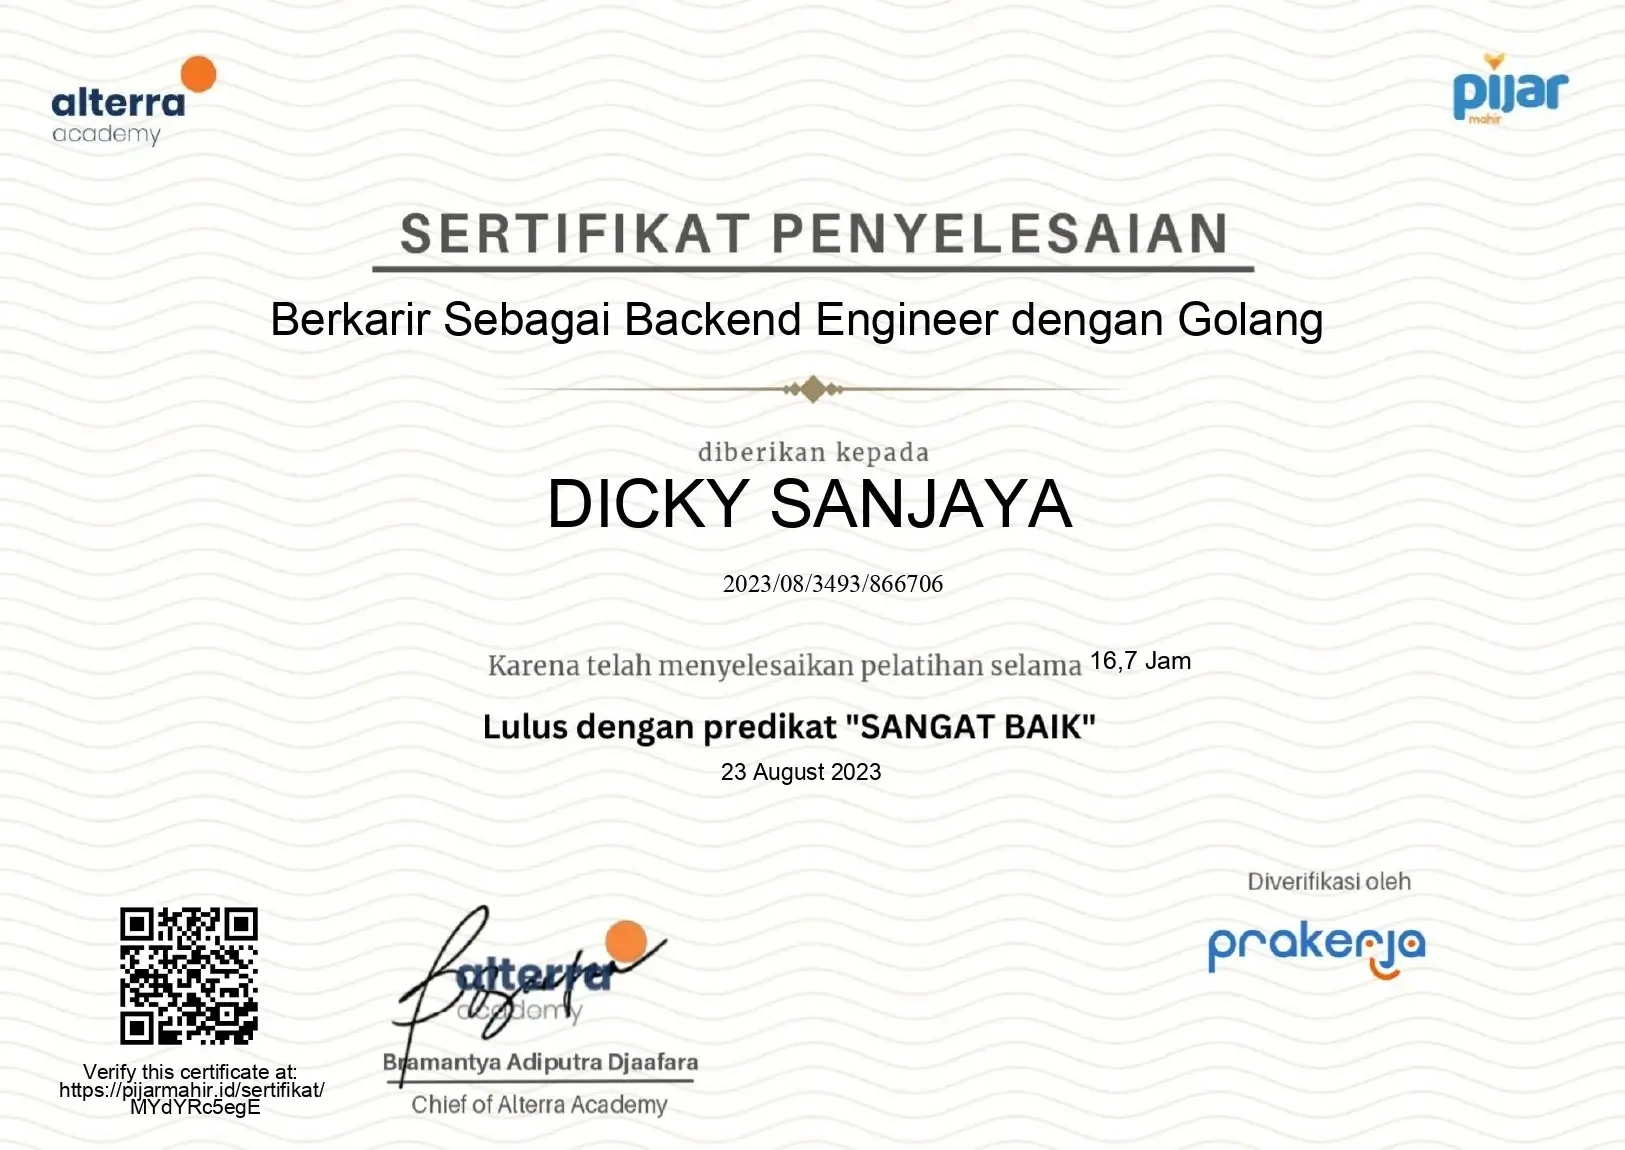 alterra
academy
pijar
mahir
SERTIFIKAT PENYELESAIAN
Berkarir Sebagai Backend Engineer dengan Golang
diberikan kepada
DICKY SANJAYA
2023/08/3493/866706
Karena telah menyelesaikan pelatihan selama 16,7 Jam
Lulus dengan predikat "SANGAT BAIK"
23 August 2023
Diverifikasi oleh
prakerja
alterra
academy
Bramantya Adiputra Djaafara
Chief of Alterra Academy
Verify this certificate at:
https://pijarmahir.id/sertifikat/
MYdYRc5egE